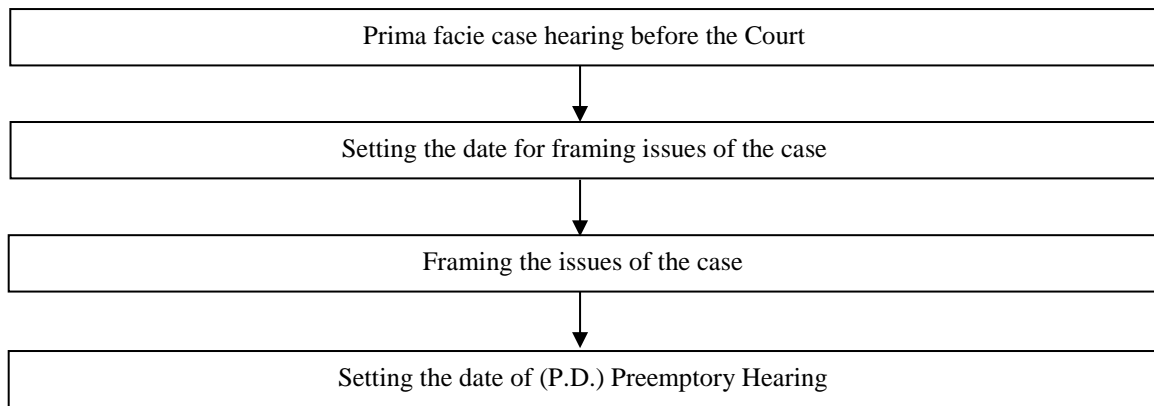 Prima facie case hearing before the Court
Setting the date for framing issues of the case
Framing the issues of the case
Setting the date of (P.D.) Preemptory Hearing